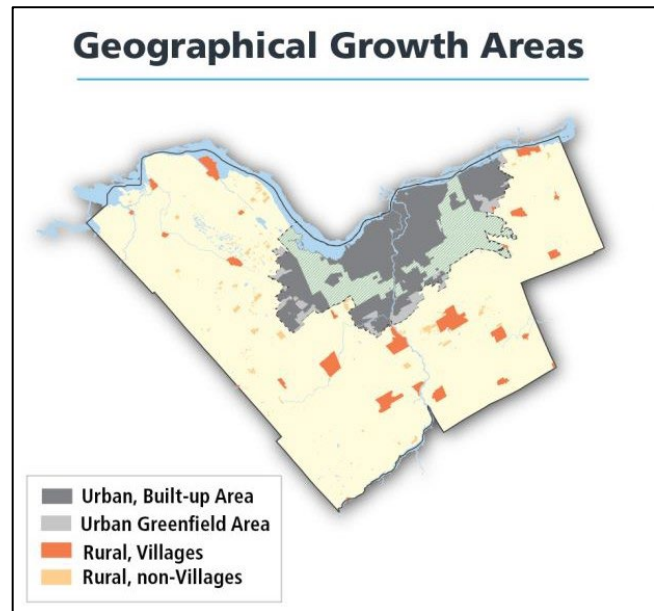 Geographical Growth Areas
Urban, Built-up Area
Urban Greenfield Area
Rural, Villages
Rural, non-Villages